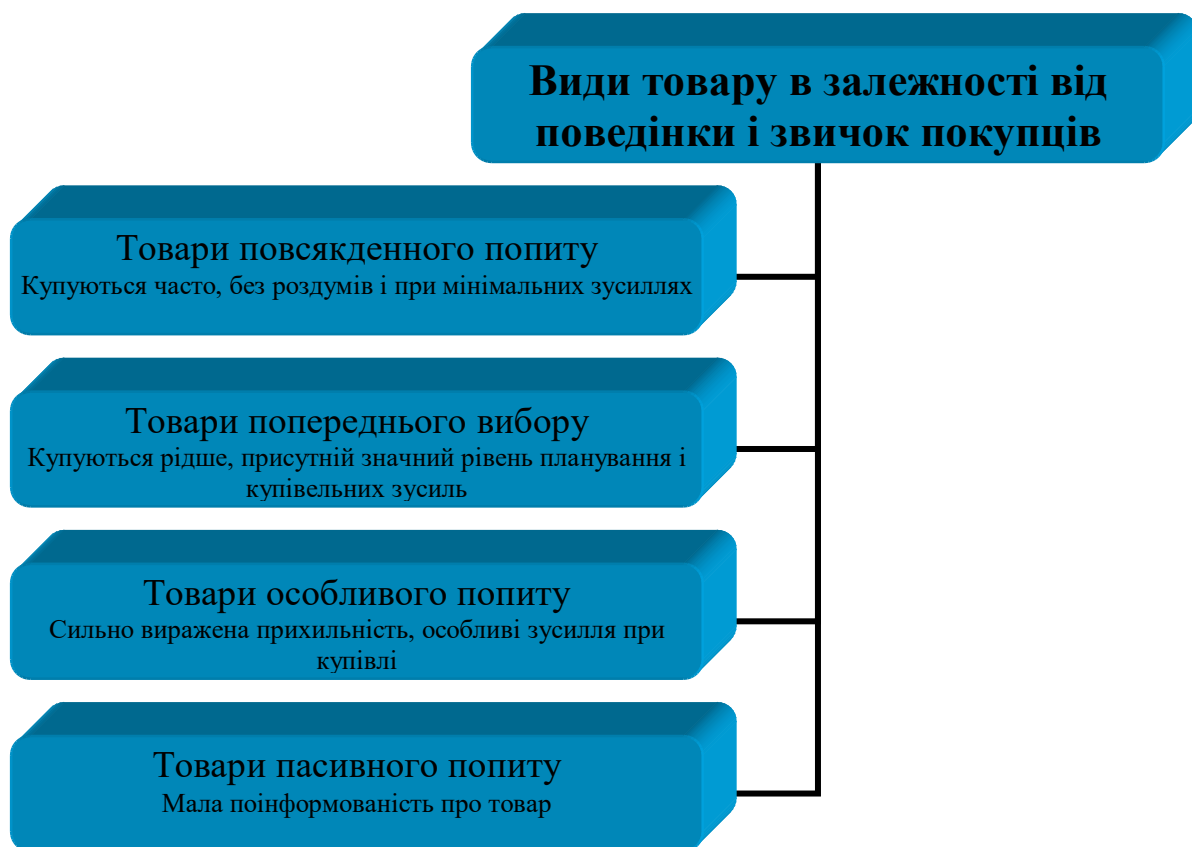 Види товару в залежності від
поведінки і звичок покупців
Товари повсякденного попиту
Купуються часто, без роздумів і при мінімальних зусиллях
Товари попереднього вибору
Купуються рідше, присутній значний рівень планування і
купівельних зусиль
Товари особливого попиту
Сильно виражена прихильність, особливі зусилля при
купівлі
Товари пасивного попиту
Мала поінформованість про товар